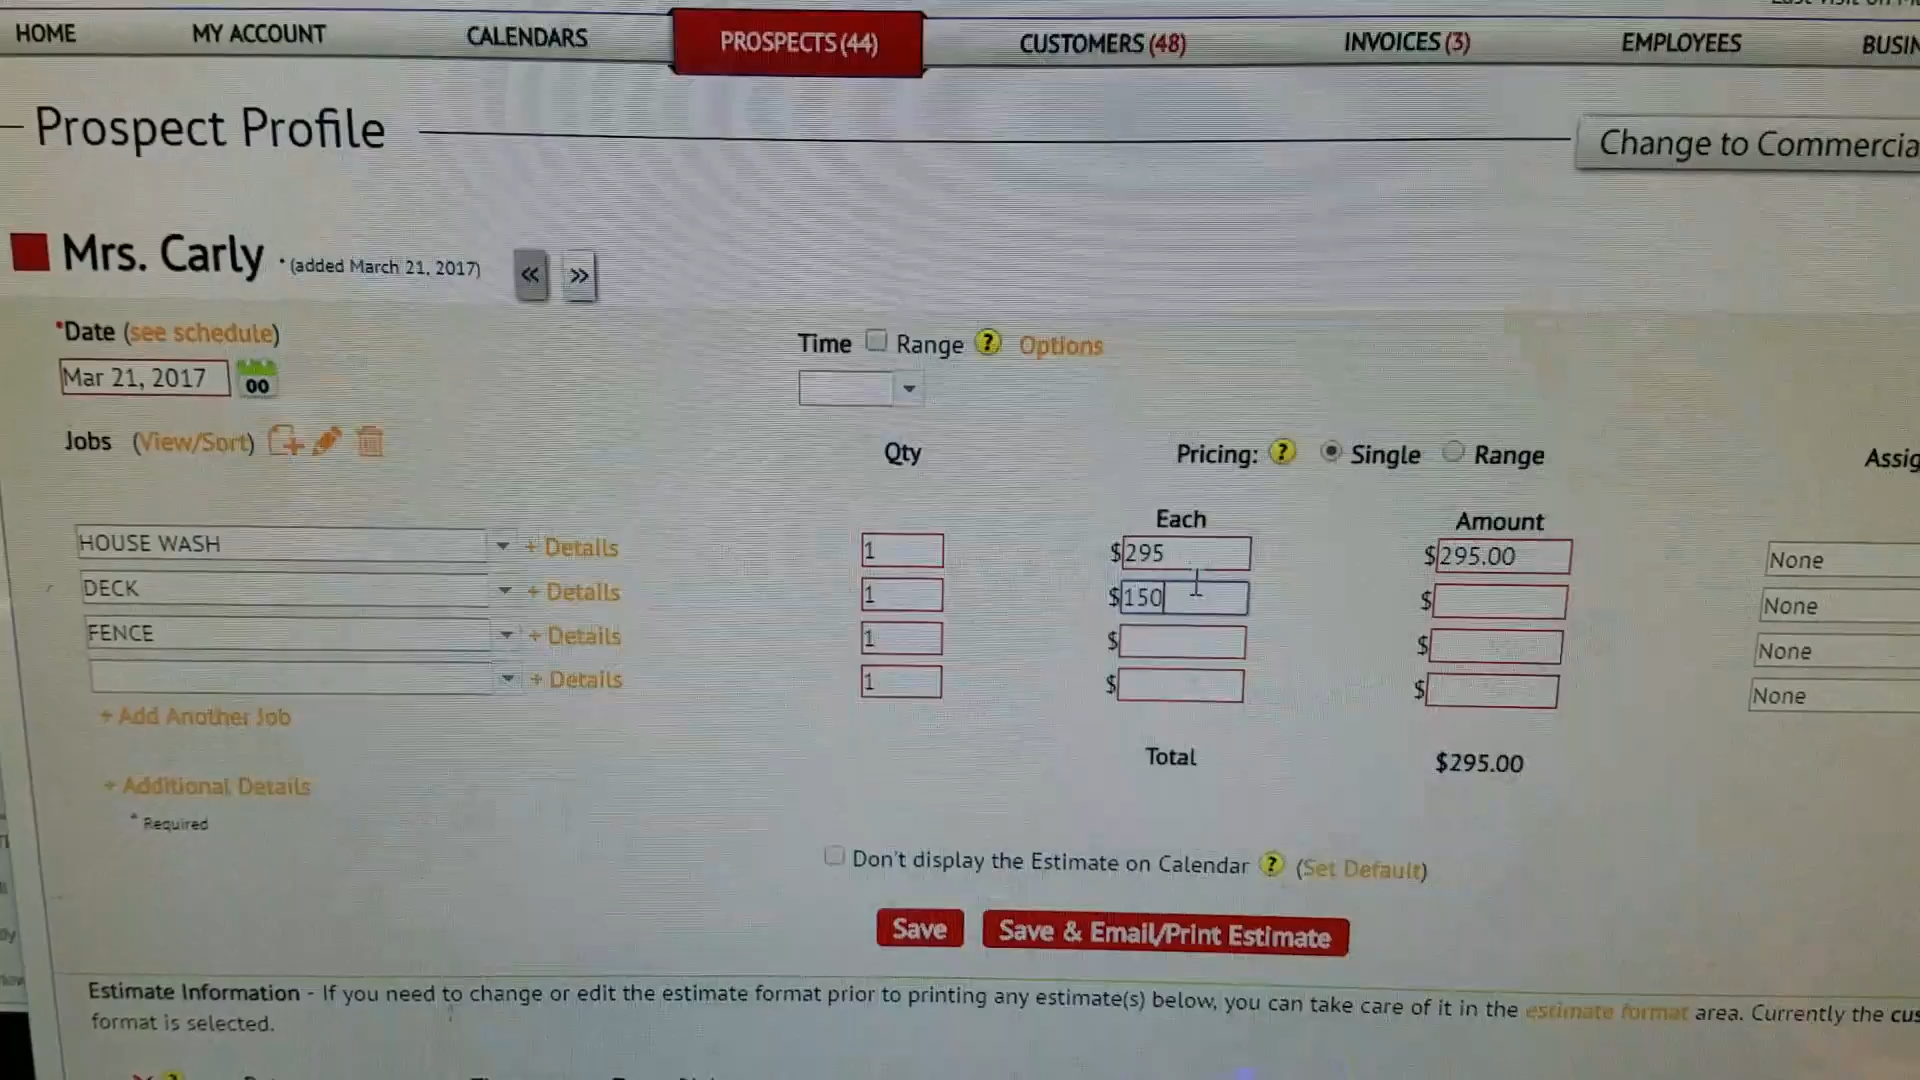 HOME MY ACCOUNT CALENDARS PROSPECTS (44) CUSTOMERS (48) INVOICES (3) EMPLOYEES BUSIN
Prospect Profile
Change to Commercia
Mrs. Carly * (added March 21, 2017) « »
*Date (see schedule)
Time Range ? Options
Mar 21, 2017 00
Jobs (View/Sort)
Qty Pricing: ? Single Range Assig
Each Amount
HOUSE WASH + Details 1 $295 $295.00 None
DECK + Details 1 $150 $ None
FENCE + Details 1 $ $ None
+ Details 1 $ $ None
+ Add Another Job
Total $295.00
+ Additional Details
* Required
Don't display the Estimate on Calendar ? (Set Default)
Save Save & Email/Print Estimate
Estimate Information - If you need to change or edit the estimate format prior to printing any estimate(s) below, you can take care of it in the estimate format area. Currently the cus
format is selected.